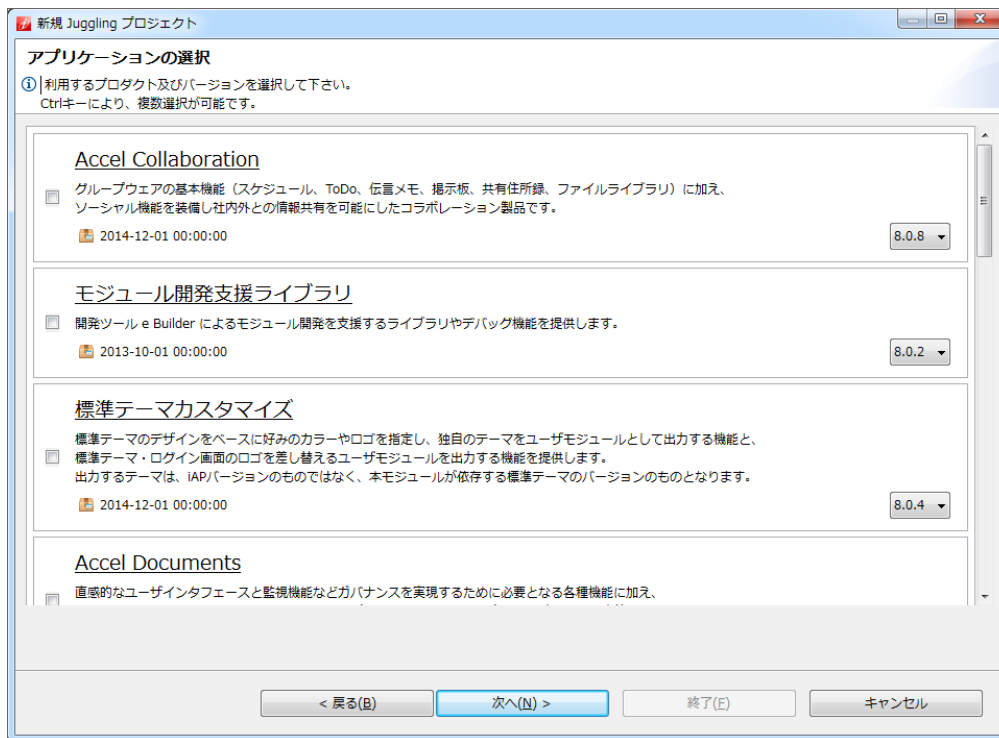 新規 Juggling プロジェクト
アプリケーションの選択
利用するプロダクト及びバージョンを選択して下さい。
Ctrlキーにより、複数選択が可能です。
Accel Collaboration
グループウェアの基本機能（スケジュール、ToDo、伝言メモ、掲示板、共有住所録、ファイルライブラリ）に加え、
ソーシャル機能を装備し社内外との情報共有を可能にしたコラボレーション製品です。
2014-12-01 00:00:00
8.0.8
モジュール開発支援ライブラリ
開発ツール e Builder によるモジュール開発を支援するライブラリやデバッグ機能を提供します。
2013-10-01 00:00:00
8.0.2
標準テーマカスタマイズ
標準テーマのデザインをベースに好みのカラーやロゴを指定し、独自のテーマをユーザモジュールとして出力する機能と、
標準テーマ・ログイン画面のロゴを差し替えるユーザモジュールを出力する機能を提供します。
出力するテーマは、iAPバージョンのものではなく、本モジュールが依存する標準テーマのバージョンのものとなります。
2014-12-01 00:00:00
8.0.4
Accel Documents
直感的なユーザインタフェースと監視機能などガバナンスを実現するために必要となる各種機能に加え、
< 戻る(B)
次へ(N) >
終了(F)
キャンセル